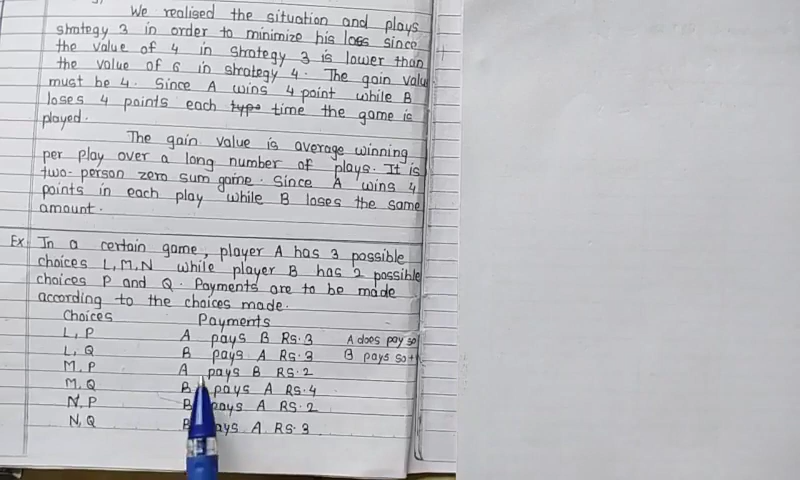 We realised the situation and plays
strategy 3 in order to minimize his loss since
the value of 4 in strategy 3 is lower than
the value of 6 in strategy 4. The gain valu
must be 4. Since A wins 4 point while B
loses 4 points each type time the game is
played.
The gain value is average winning
per play over a long number of plays. It is
two-person zero sum game. Since A wins 4
points in each play while B loses the same
amount.
Ex. In a certain game, player A has 3 possible
choices L, M, N while player B has 2 possible
choices P and Q. Payments are to be made
according to the choices made.
Choices Payments
L, P A pays B RS. 3 A does pay so
L, Q B pays A RS. 3 B pays so +
M, P A pays B RS. 2
M, Q B pays A RS. 4
N, P B pays A RS. 2
N, Q B pays A RS. 3